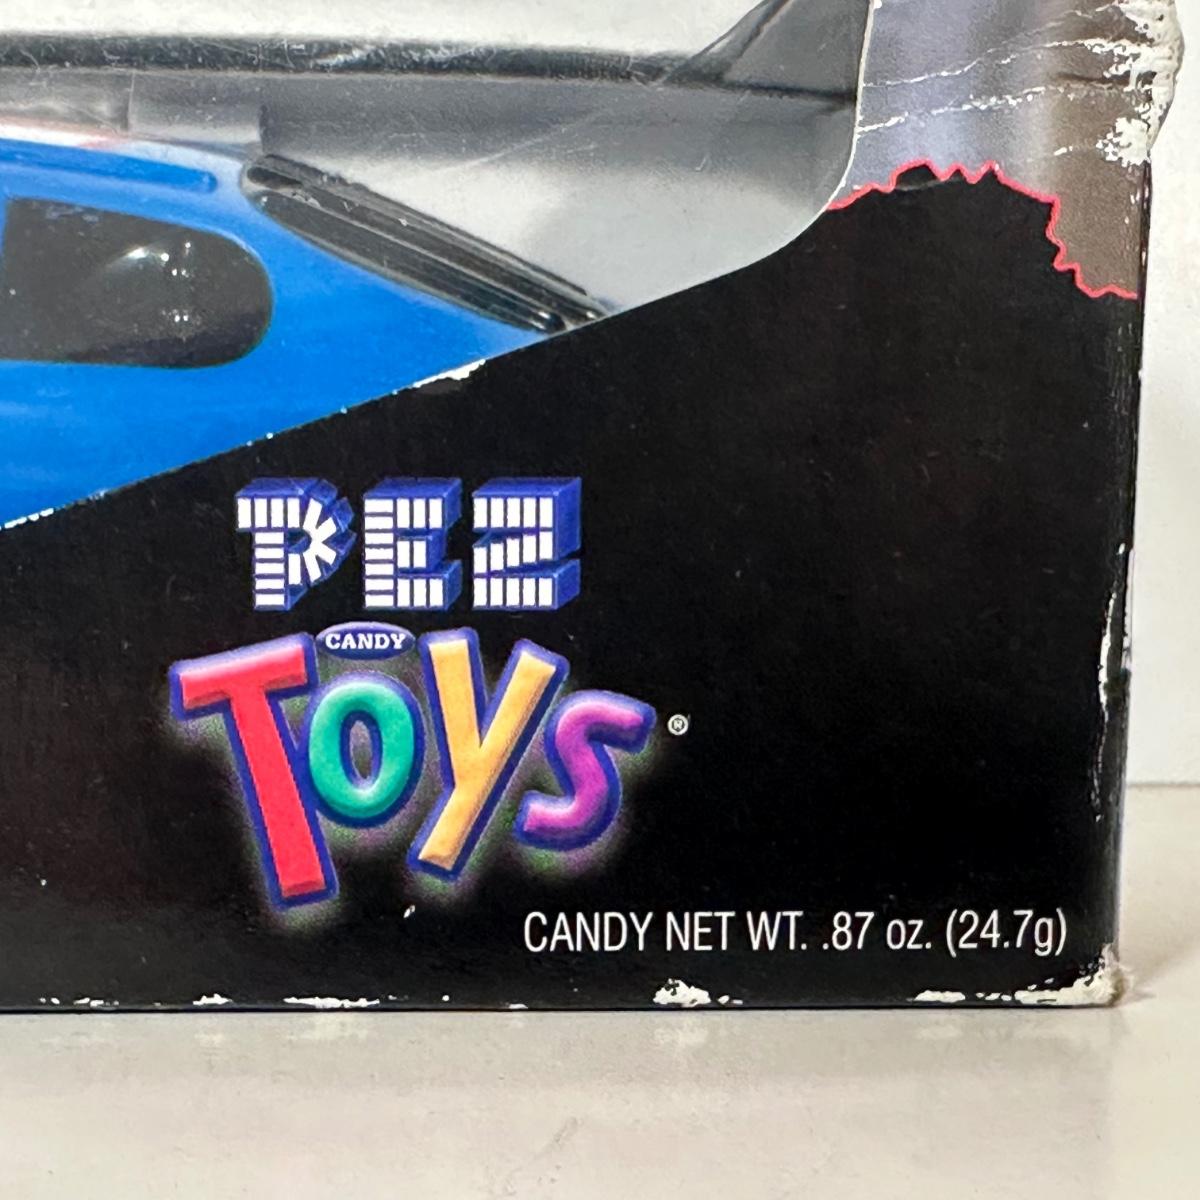 PEZ
CANDY
TOYS®
CANDY NET WT. .87 oz. (24.7g)